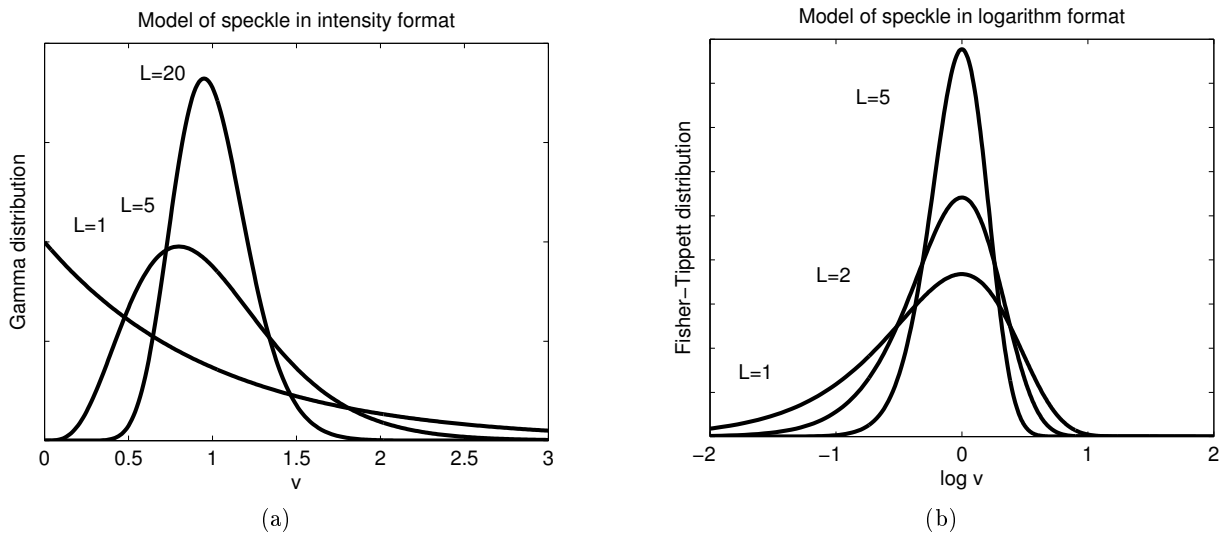 Model of speckle in intensity format
Gamma distribution
L=20
L=5
L=1
0 0.5 1 1.5 2 2.5 3
v
(a)
Model of speckle in logarithm format
Fisher−Tippett distribution
L=5
L=2
L=1
−2 −1 0 1 2
log v
(b)